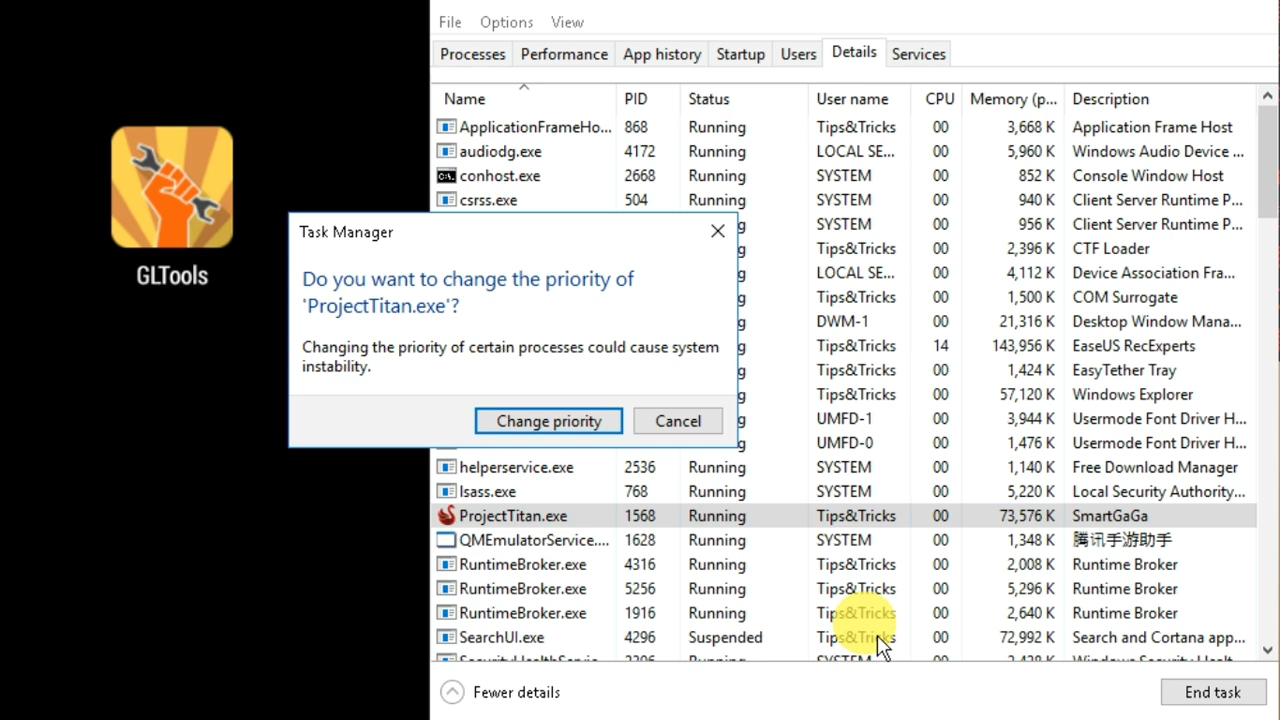 File Options View
Processes Performance App history Startup Users Details Services
Name PID Status User name CPU Memory (p... Description
ApplicationFrameHo... 868 Running Tips&Tricks 00 3,668 K Application Frame Host
audiodg.exe 4172 Running LOCAL SE... 00 5,960 K Windows Audio Device ...
conhost.exe 2668 Running SYSTEM 00 852 K Console Window Host
csrss.exe 504 Running SYSTEM 00 940 K Client Server Runtime P...
g SYSTEM 00 956 K Client Server Runtime P...
g Tips&Tricks 00 2,396 K CTF Loader
g LOCAL SE... 00 4,112 K Device Association Fra...
g Tips&Tricks 00 1,500 K COM Surrogate
g DWM-1 00 21,316 K Desktop Window Mana...
g Tips&Tricks 14 143,956 K EaseUS RecExperts
g Tips&Tricks 00 1,424 K EasyTether Tray
g Tips&Tricks 00 57,120 K Windows Explorer
g UMFD-1 00 3,944 K Usermode Font Driver H...
g UMFD-0 00 1,476 K Usermode Font Driver H...
helperservice.exe 2536 Running SYSTEM 00 1,140 K Free Download Manager
lsass.exe 768 Running SYSTEM 00 5,220 K Local Security Authority...
ProjectTitan.exe 1568 Running Tips&Tricks 00 73,576 K SmartGaGa
QMEmulatorService.... 1628 Running SYSTEM 00 1,348 K 腾讯手游助手
RuntimeBroker.exe 4316 Running Tips&Tricks 00 2,008 K Runtime Broker
RuntimeBroker.exe 5256 Running Tips&Tricks 00 5,296 K Runtime Broker
RuntimeBroker.exe 1916 Running Tips&Tricks 00 2,640 K Runtime Broker
SearchUI.exe 4296 Suspended Tips&Tricks 00 72,992 K Search and Cortana app...
Fewer details
End task
GLTools
Task Manager
Do you want to change the priority of
'ProjectTitan.exe'?
Changing the priority of certain processes could cause system
instability.
Change priority Cancel